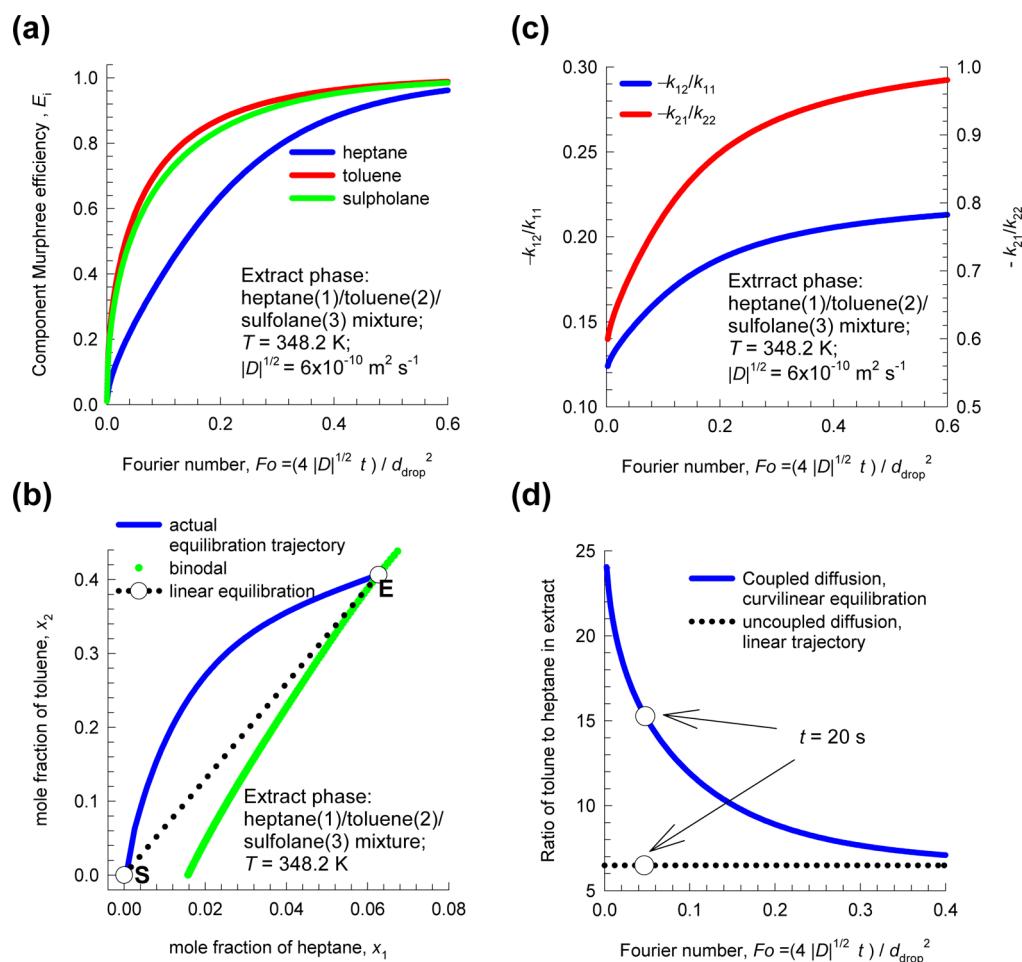 (a)
Component Murphree efficiency , Ei
1.0
0.8
0.6
0.4
0.2
0.0
heptane
toluene
sulpholane
Extract phase:
heptane(1)/toluene(2)/
sulfolane(3) mixture;
T = 348.2 K;
|D|^1/2 = 6x10^-10 m^2 s^-1
0.0 0.2 0.4 0.6
Fourier number, Fo =(4 |D|^1/2 t ) / d_drop^2
(c)
−k12/k11
0.30
0.25
0.20
0.15
0.10
−k12/k11
−k21/k22
Extrract phase:
heptane(1)/toluene(2)/
sulfolane(3) mixture;
T = 348.2 K;
|D|^1/2 = 6x10^-10 m^2 s^-1
1.0
0.9
0.8
0.7
0.6
0.5
- k21/k22
0.0 0.2 0.4 0.6
Fourier number, Fo =(4 |D|^1/2 t ) / d_drop^2
(b)
mole fraction of toluene, x2
0.4
0.3
0.2
0.1
0.0
actual
equilibration trajectory
binodal
linear equilibration
E
S
Extract phase:
heptane(1)/toluene(2)/
sulfolane(3) mixture;
T = 348.2 K
0.00 0.02 0.04 0.06 0.08
mole fraction of heptane, x1
(d)
Ratio of tolune to heptane in extract
25
20
15
10
5
Coupled diffusion,
curvilinear equilibration
uncoupled diffusion,
linear trajectory
t = 20 s
0.0 0.1 0.2 0.3 0.4
Fourier number, Fo =(4 |D|^1/2 t ) / d_drop^2